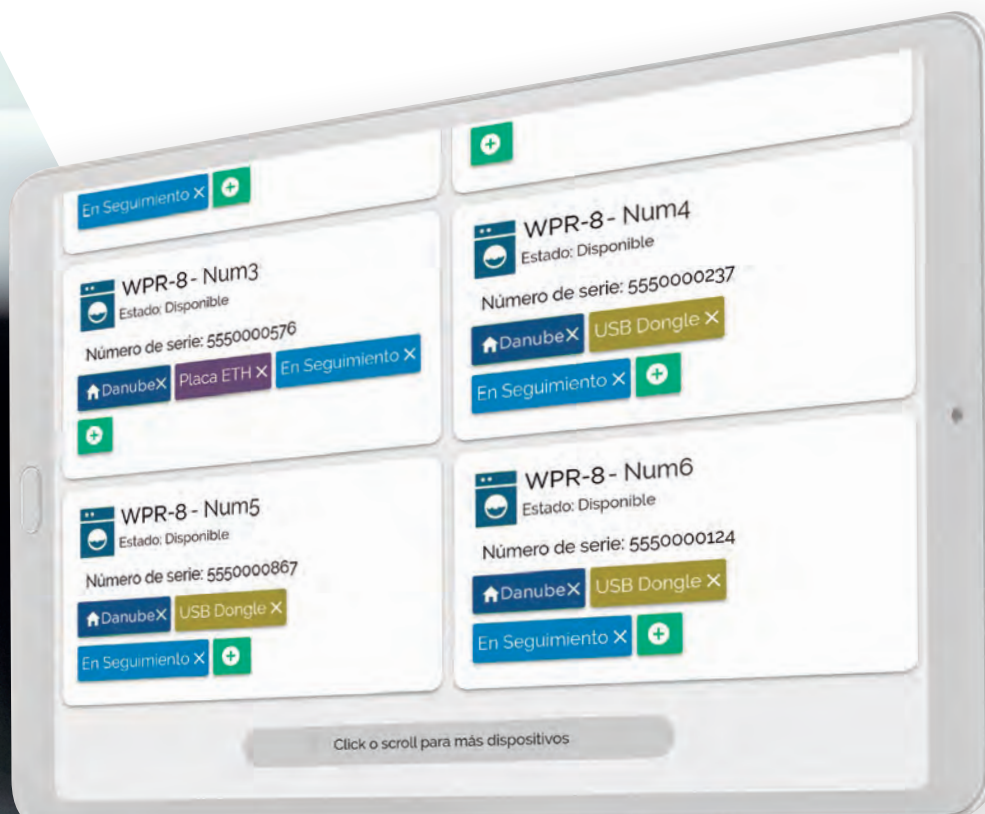 En Seguimiento
WPR-8 - Num3
Estado: Disponible
Número de serie: 5550000576
Danube
Placa ETH
En Seguimiento
WPR-8 - Num4
Estado: Disponible
Número de serie: 5550000237
Danube
USB Dongle
En Seguimiento
WPR-8 - Num5
Estado: Disponible
Número de serie: 5550000867
Danube
USB Dongle
En Seguimiento
WPR-8 - Num6
Estado: Disponible
Número de serie: 5550000124
Danube
USB Dongle
En Seguimiento
Click o scroll para más dispositivos